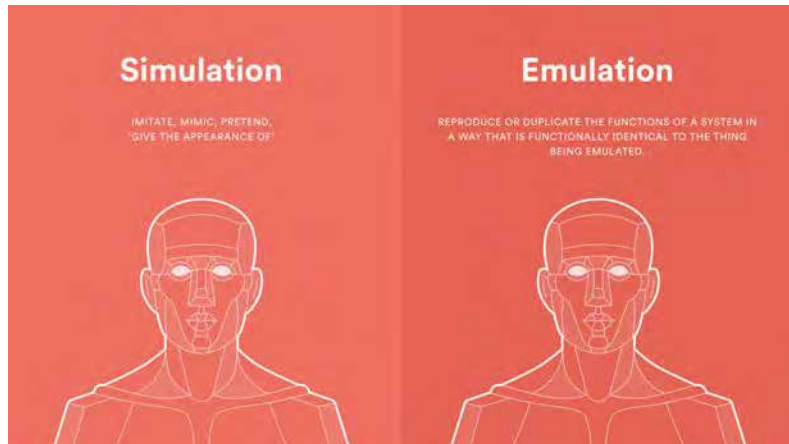 Simulation
IMITATE, MIMIC, PRETEND,
'GIVE THE APPEARANCE OF'
Emulation
REPRODUCE OR DUPLICATE THE FUNCTIONS OF A SYSTEM IN
A WAY THAT IS FUNCTIONALLY IDENTICAL TO THE THING
BEING EMULATED.